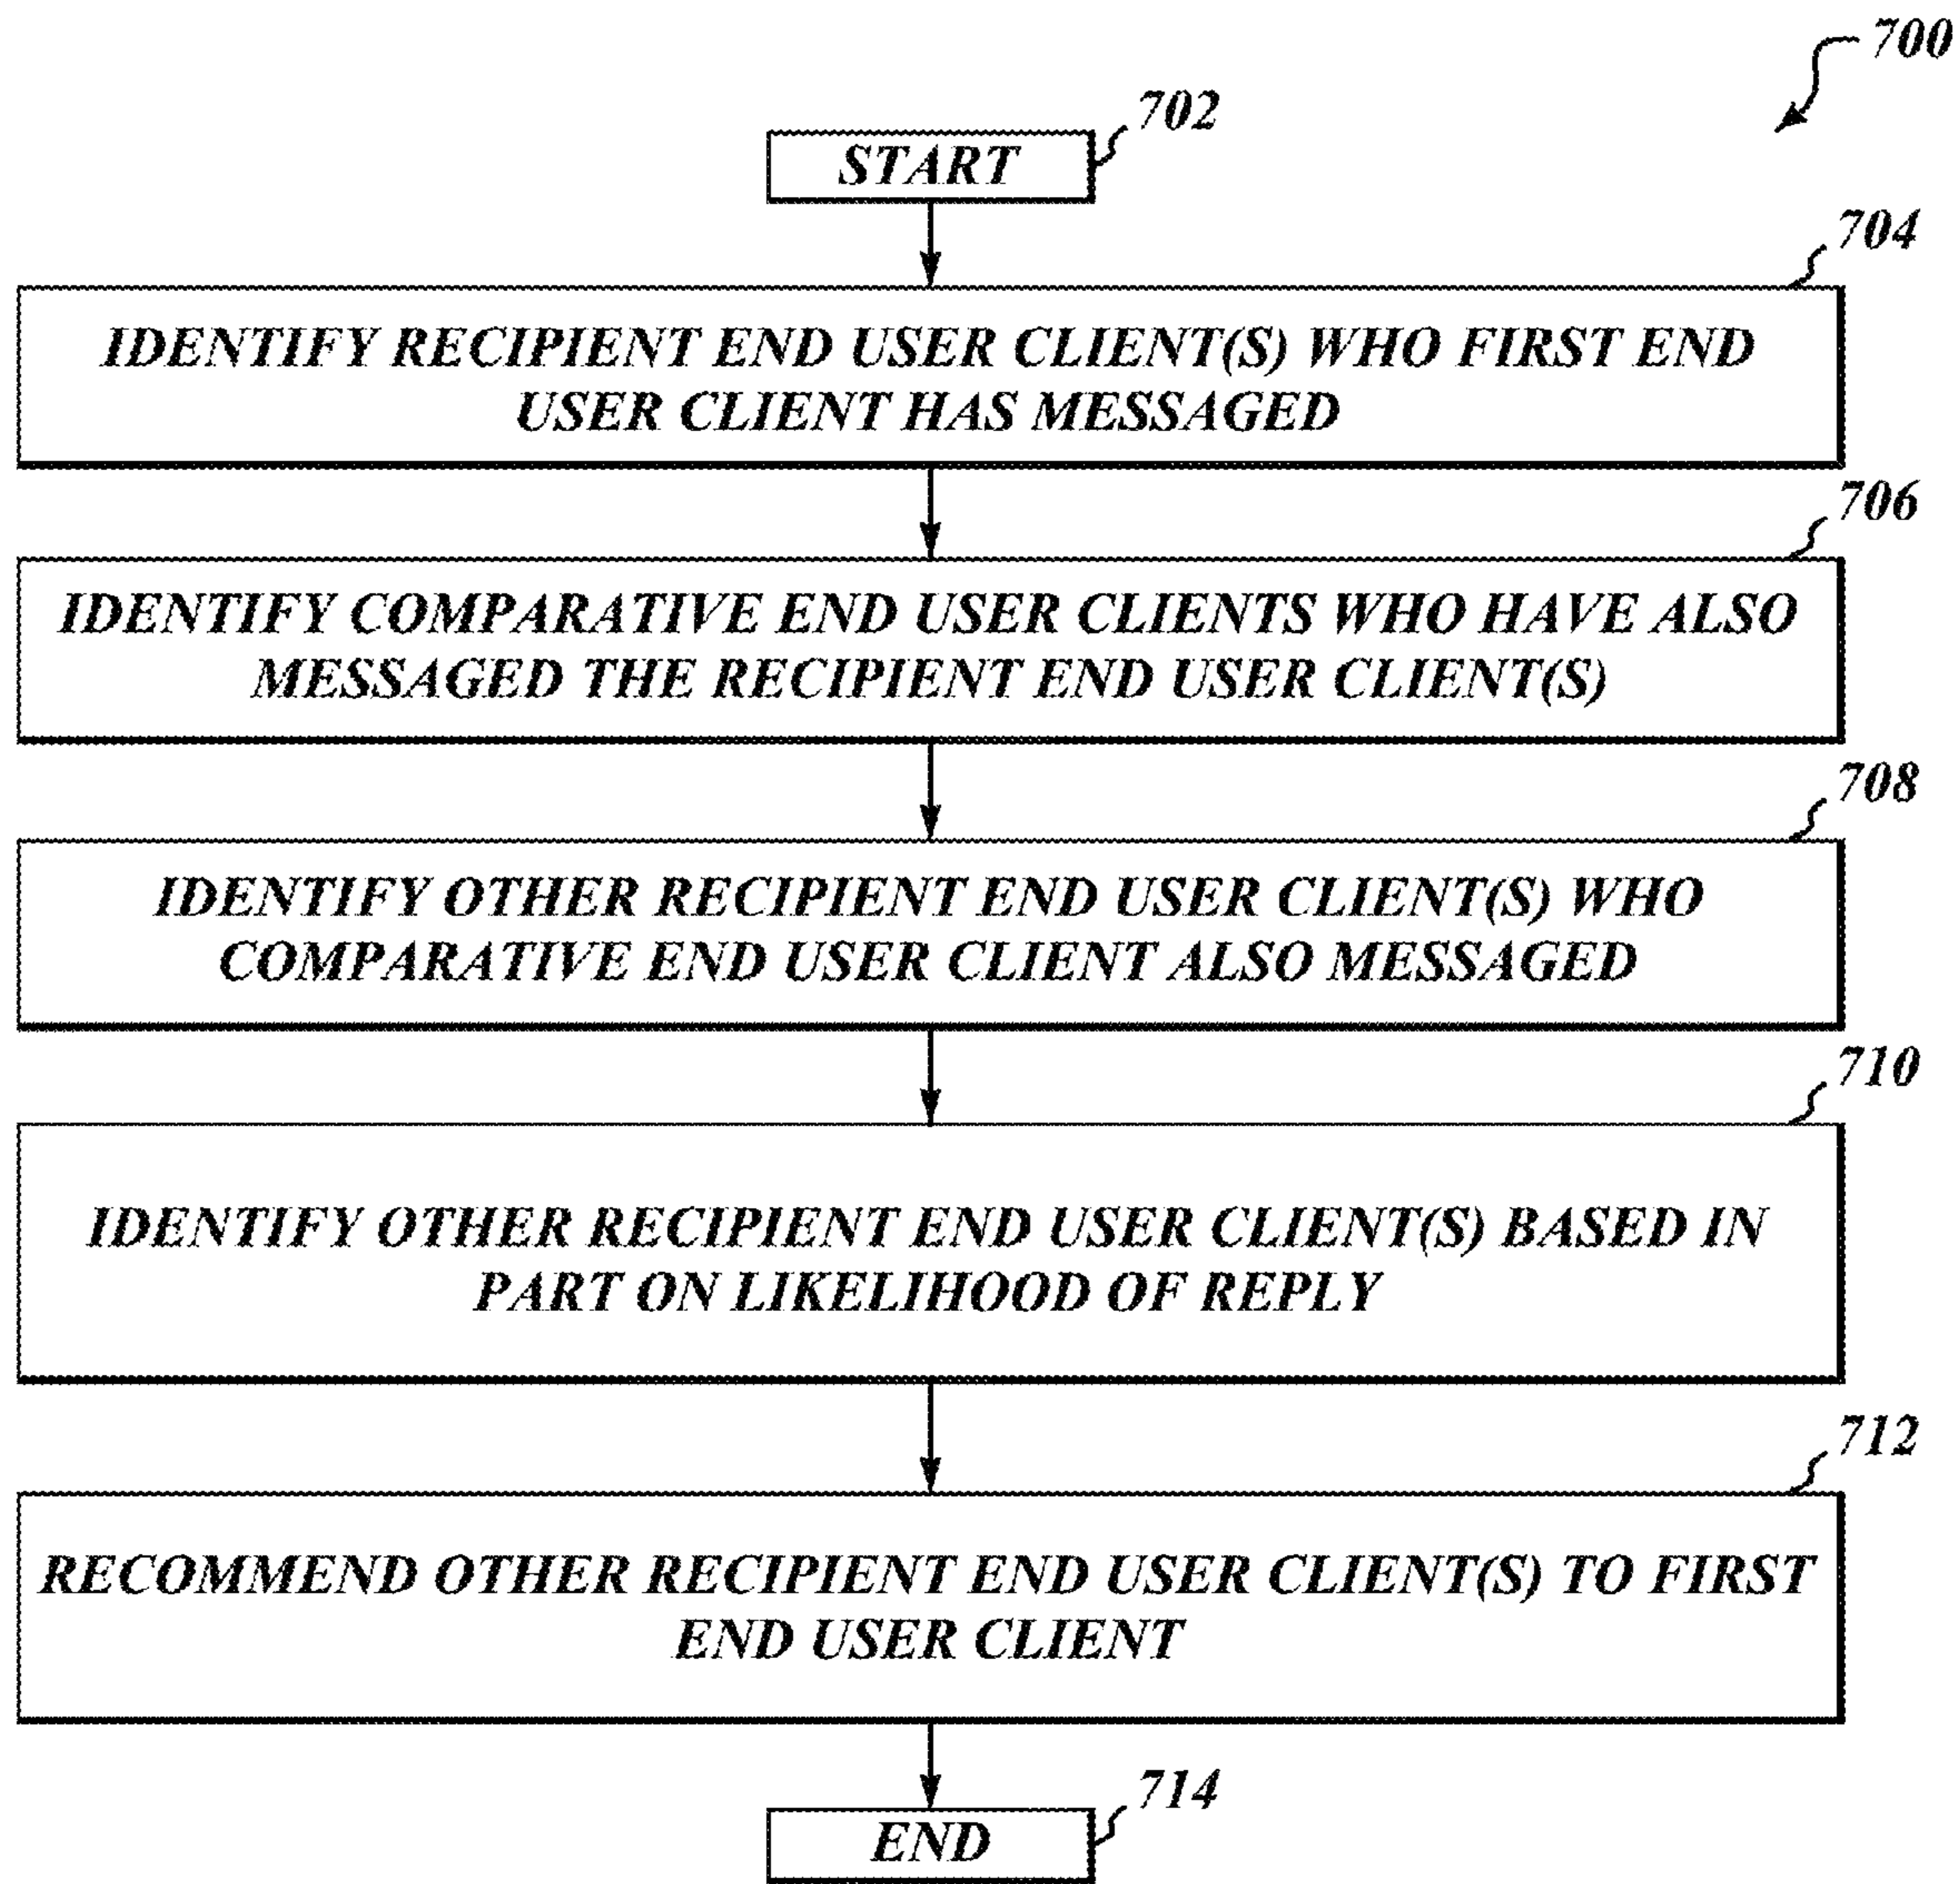 700
702
START
704
IDENTIFY RECIPIENT END USER CLIENT(S) WHO FIRST END
USER CLIENT HAS MESSAGED
706
IDENTIFY COMPARATIVE END USER CLIENTS WHO HAVE ALSO
MESSAGED THE RECIPIENT END USER CLIENT(S)
708
IDENTIFY OTHER RECIPIENT END USER CLIENT(S) WHO
COMPARATIVE END USER CLIENT ALSO MESSAGED
710
IDENTIFY OTHER RECIPIENT END USER CLIENT(S) BASED IN
PART ON LIKELIHOOD OF REPLY
712
RECOMMEND OTHER RECIPIENT END USER CLIENT(S) TO FIRST
END USER CLIENT
714
END